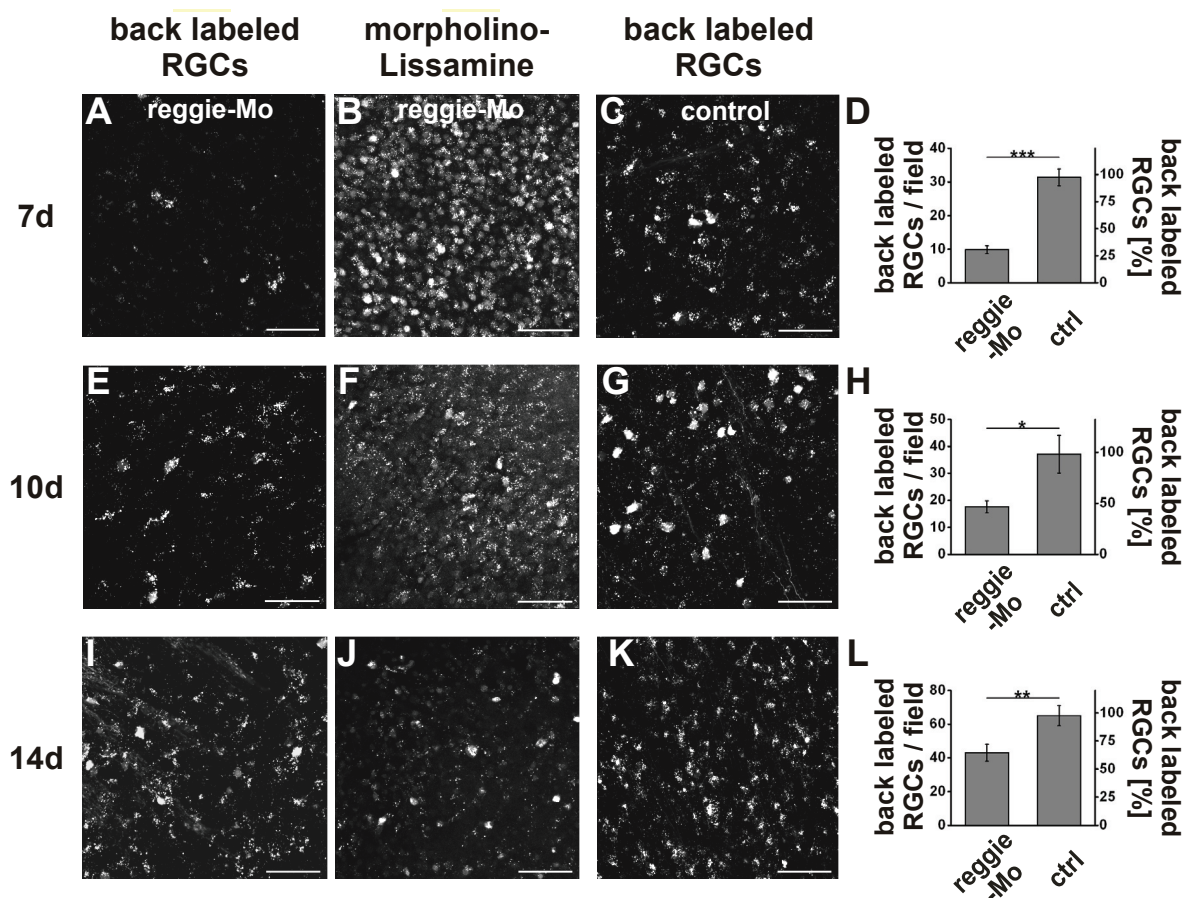 back labeled
RGCs
morpholino-
Lissamine
back labeled
RGCs
7d
A
reggie-Mo
B
reggie-Mo
C
control
D
back labeled
RGCs / field
40
30
20
10
0
***
100
75
50
25
0
back labeled
RGCs [%]
reggie
-Mo
ctrl
10d
E
F
G
H
back labeled
RGCs / field
50
40
30
20
10
0
*
100
50
0
back labeled
RGCs [%]
reggie
-Mo
ctrl
14d
I
J
K
L
back labeled
RGCs / field
80
60
40
20
0
**
100
75
50
25
0
back labeled
RGCs [%]
reggie
-Mo
ctrl